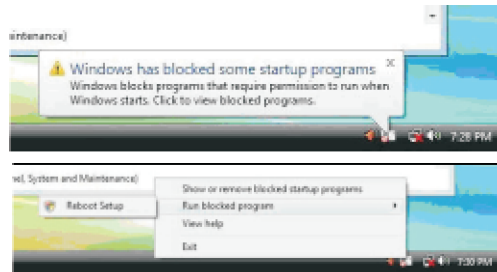 intenance)
Windows has blocked some startup programs
Windows blocks programs that require permission to run when
Windows starts. Click to view blocked programs.
7:28 PM
nel, System and Maintenance)
Show or remove blocked startup programs
Reboot Setup
Run blocked program
View help
Exit
7:30 PM